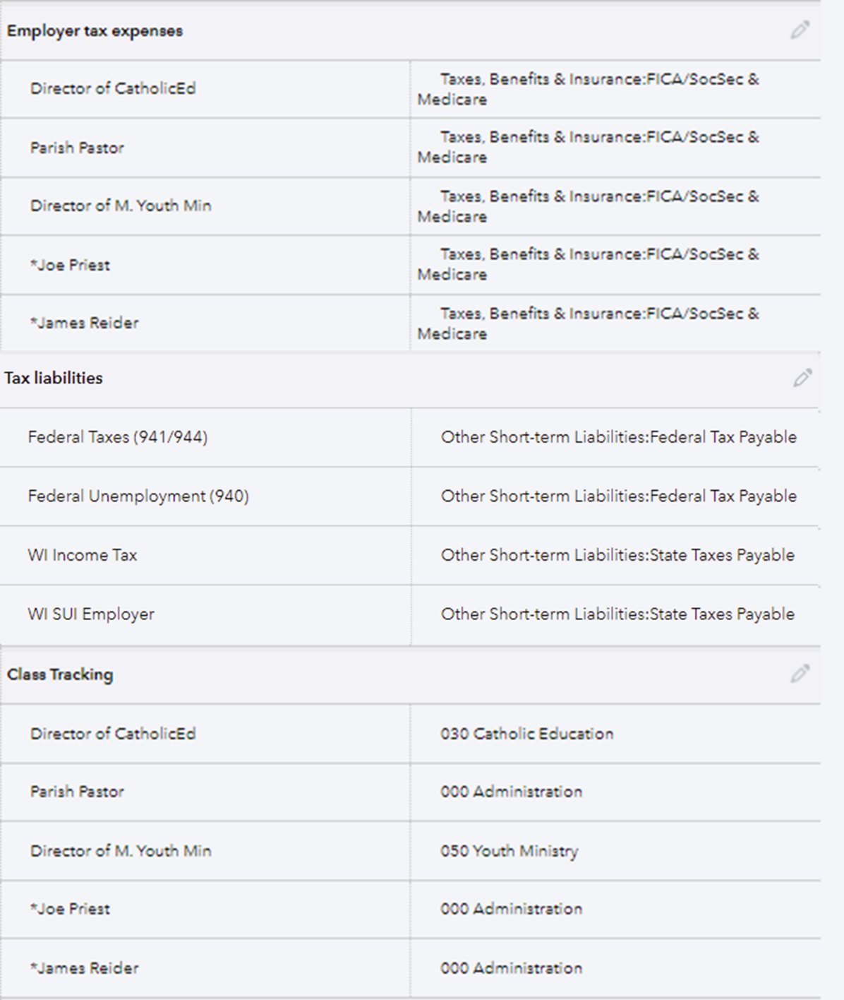 Employer tax expenses
Director of CatholicEd
Taxes, Benefits & Insurance:FICA/SocSec &
Medicare
Parish Pastor
Taxes, Benefits & Insurance:FICA/SocSec &
Medicare
Director of M. Youth Min
Taxes, Benefits & Insurance:FICA/SocSec &
Medicare
*Joe Priest
Taxes, Benefits & Insurance:FICA/SocSec &
Medicare
*James Reider
Taxes, Benefits & Insurance:FICA/SocSec &
Medicare
Tax liabilities
Federal Taxes (941/944)
Other Short-term Liabilities:Federal Tax Payable
Federal Unemployment (940)
Other Short-term Liabilities:Federal Tax Payable
WI Income Tax
Other Short-term Liabilities:State Taxes Payable
WI SUI Employer
Other Short-term Liabilities:State Taxes Payable
Class Tracking
Director of CatholicEd
030 Catholic Education
Parish Pastor
000 Administration
Director of M. Youth Min
050 Youth Ministry
*Joe Priest
000 Administration
*James Reider
000 Administration